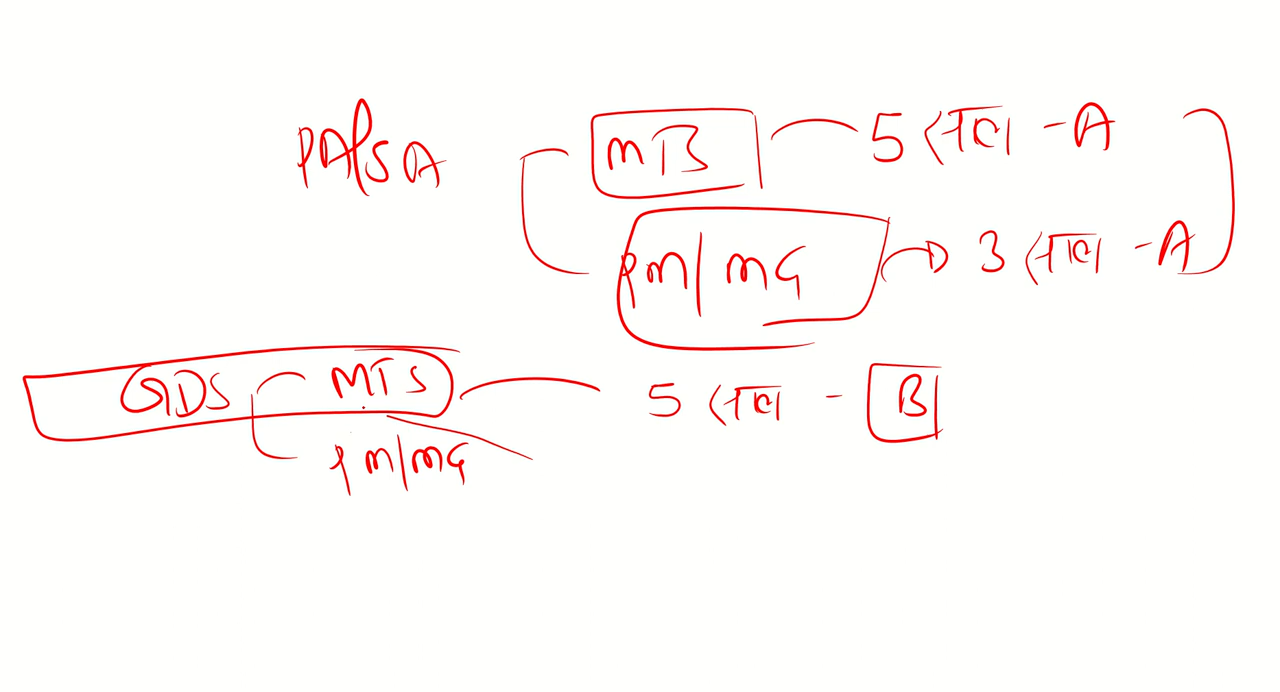 PA/SA
MTS - 5 सेवा - A
PM/MG → 3 सेवा - A
GDS MTS 5 सेवा - B
PM/MG